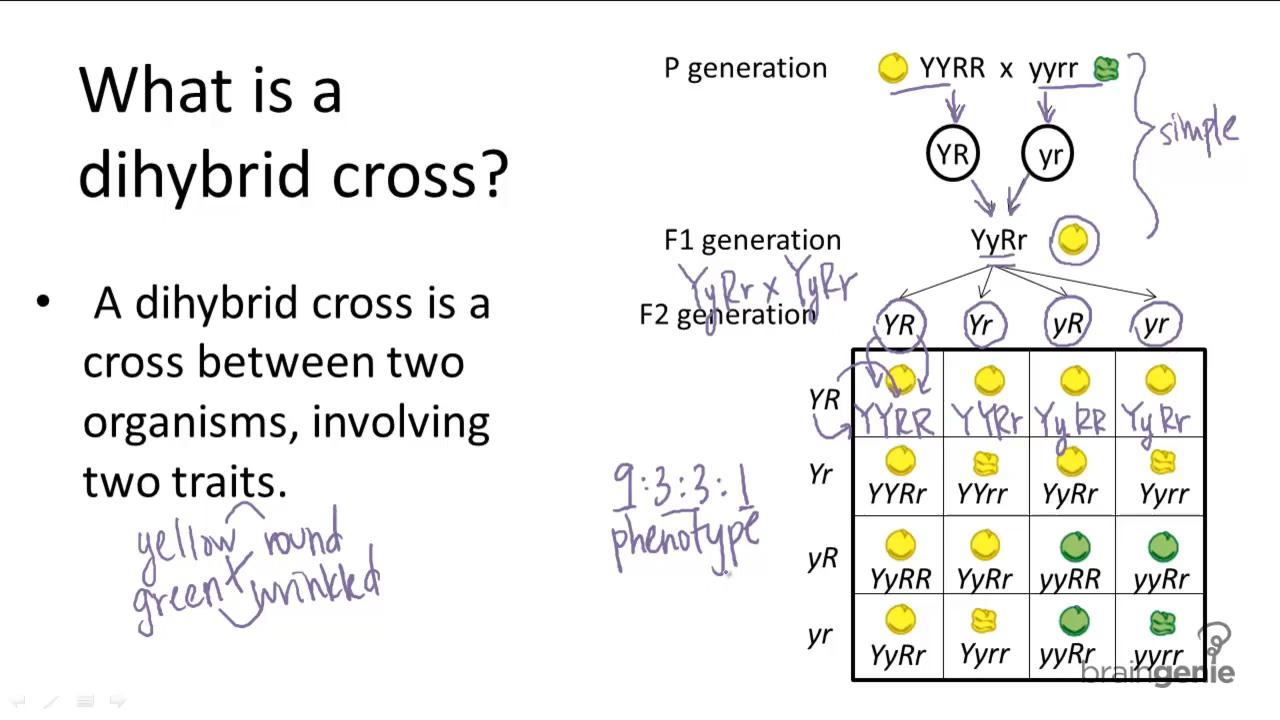 What is a
dihybrid cross?
• A dihybrid cross is a
cross between two
organisms, involving
two traits.
yellow round
green wrinkled
P generation YYRR x yyrr
simple
YR yr
F1 generation YyRr
YyRr x YyRr
F2 generation YR Yr yR yr
YR YYRR YYRr YyRR YyRr
Yr YYRr YYrr YyRr Yyrr
9:3:3:1
phenotype
yR YyRR YyRr yyRR yyRr
yr YyRr Yyrr yyRr yyrr
braingenie